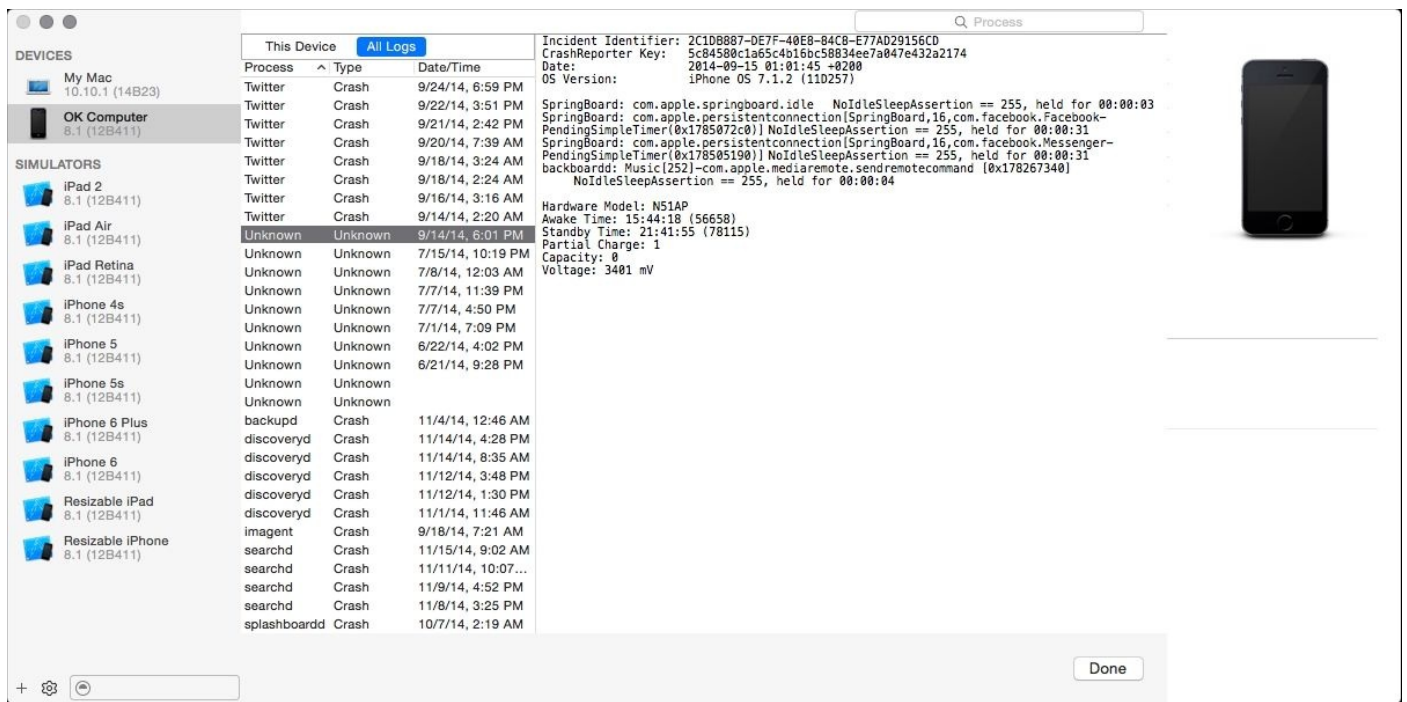 Process
DEVICES
My Mac
10.10.1 (14B23)
OK Computer
8.1 (12B411)
SIMULATORS
iPad 2
8.1 (12B411)
iPad Air
8.1 (12B411)
iPad Retina
8.1 (12B411)
iPhone 4s
8.1 (12B411)
iPhone 5
8.1 (12B411)
iPhone 5s
8.1 (12B411)
iPhone 6 Plus
8.1 (12B411)
iPhone 6
8.1 (12B411)
Resizable iPad
8.1 (12B411)
Resizable iPhone
8.1 (12B411)
This Device All Logs
Process Type Date/Time
Twitter Crash 9/24/14, 6:59 PM
Twitter Crash 9/22/14, 3:51 PM
Twitter Crash 9/21/14, 2:42 PM
Twitter Crash 9/20/14, 7:39 AM
Twitter Crash 9/18/14, 3:24 AM
Twitter Crash 9/18/14, 2:24 AM
Twitter Crash 9/16/14, 3:16 AM
Twitter Crash 9/14/14, 2:20 AM
Unknown Unknown 9/14/14, 6:01 PM
Unknown Unknown 7/15/14, 10:19 PM
Unknown Unknown 7/8/14, 12:03 AM
Unknown Unknown 7/7/14, 11:39 PM
Unknown Unknown 7/7/14, 4:50 PM
Unknown Unknown 7/1/14, 7:09 PM
Unknown Unknown 6/22/14, 4:02 PM
Unknown Unknown 6/21/14, 9:28 PM
Unknown Unknown
Unknown Unknown
backupd Crash 11/4/14, 12:46 AM
discoveryd Crash 11/14/14, 4:28 PM
discoveryd Crash 11/14/14, 8:35 AM
discoveryd Crash 11/12/14, 3:48 PM
discoveryd Crash 11/12/14, 1:30 PM
discoveryd Crash 11/1/14, 11:46 AM
imagent Crash 9/18/14, 7:21 AM
searchd Crash 11/15/14, 9:02 AM
searchd Crash 11/11/14, 10:07...
searchd Crash 11/9/14, 4:52 PM
searchd Crash 11/8/14, 3:25 PM
splashboardd Crash 10/7/14, 2:19 AM
Incident Identifier: 2C1DB887-DE7F-40E8-84CB-E77AD29156CD
CrashReporter Key: 5c84580c1a65c4b16bc58834ee7a047e432a2174
Date: 2014-09-15 01:01:45 +0200
OS Version: iPhone OS 7.1.2 (11D257)
SpringBoard: com.apple.springboard.idle NoIdleSleepAssertion == 255, held for 00:00:03
SpringBoard: com.apple.persistentconnection[SpringBoard,16,com.facebook.Facebook-
PendingSimpleTimer(0x1785072c0)] NoIdleSleepAssertion == 255, held for 00:00:31
SpringBoard: com.apple.persistentconnection[SpringBoard,16,com.facebook.Messenger-
PendingSimpleTimer(0x178505190)] NoIdleSleepAssertion == 255, held for 00:00:31
backboardd: Music[252]-com.apple.mediaremote.sendremotecommand [0x178267340]
NoIdleSleepAssertion == 255, held for 00:00:04
Hardware Model: N51AP
Awake Time: 15:44:18 (56658)
Standby Time: 21:41:55 (78115)
Partial Charge: 1
Capacity: 0
Voltage: 3401 mV
Done